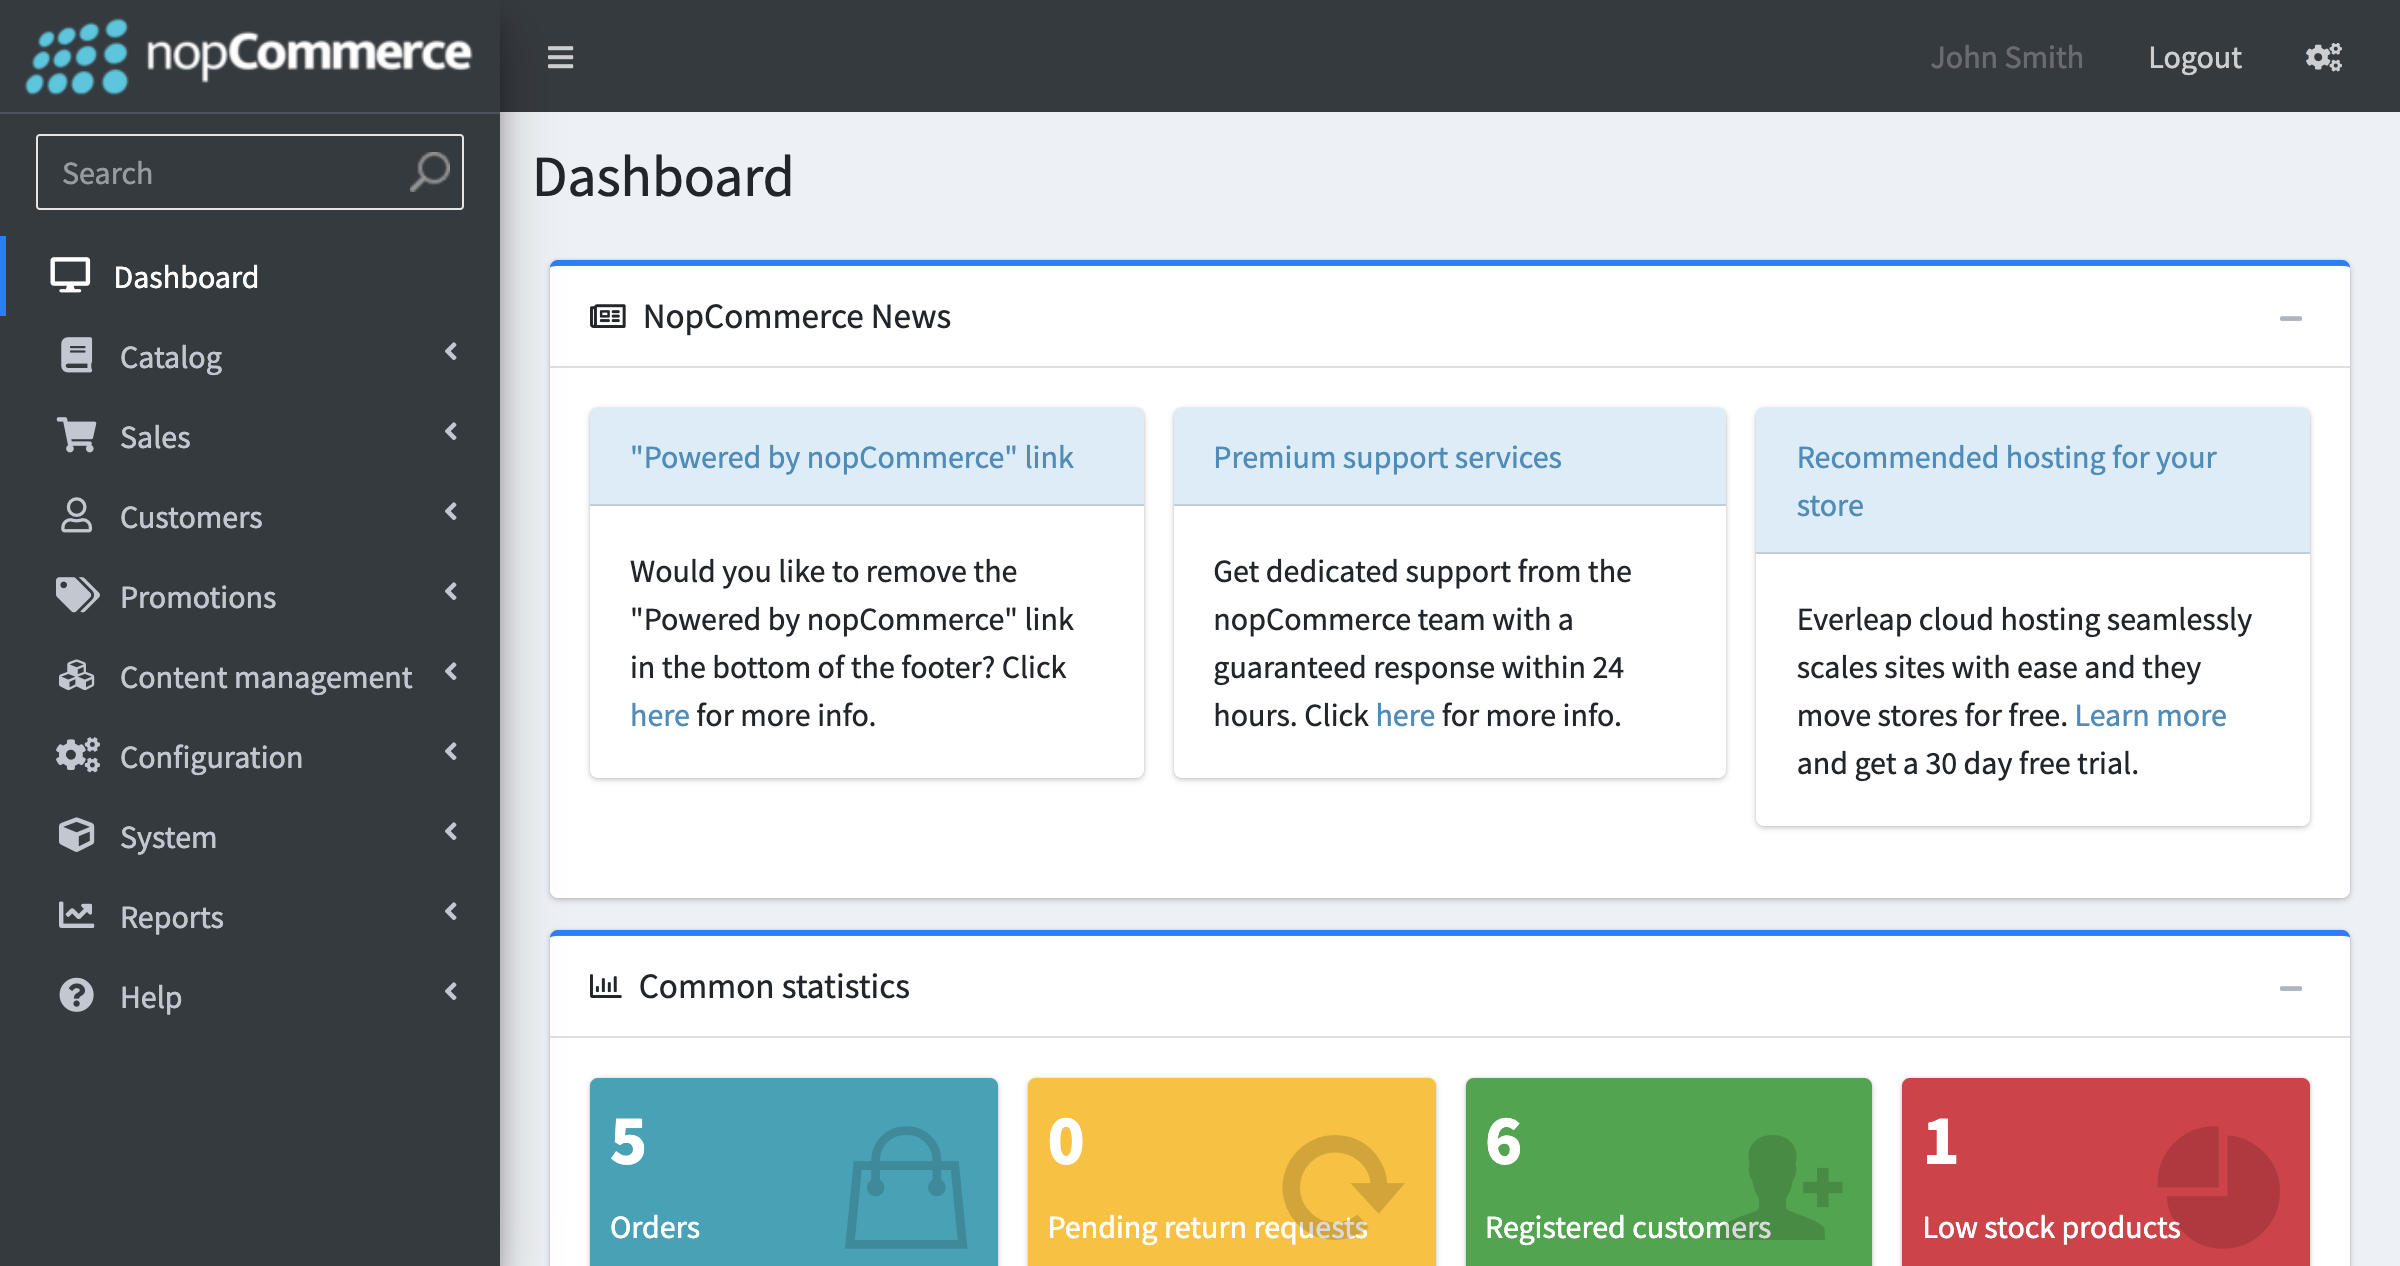 nopCommerce
John Smith
Logout
Search
Dashboard
Catalog
Sales
Customers
Promotions
Content management
Configuration
System
Reports
Help
Dashboard
NopCommerce News
"Powered by nopCommerce" link
Would you like to remove the
"Powered by nopCommerce" link
in the bottom of the footer? Click
here for more info.
Premium support services
Get dedicated support from the
nopCommerce team with a
guaranteed response within 24
hours. Click here for more info.
Recommended hosting for your
store
Everleap cloud hosting seamlessly
scales sites with ease and they
move stores for free. Learn more
and get a 30 day free trial.
Common statistics
5
Orders
0
Pending return requests
6
Registered customers
1
Low stock products